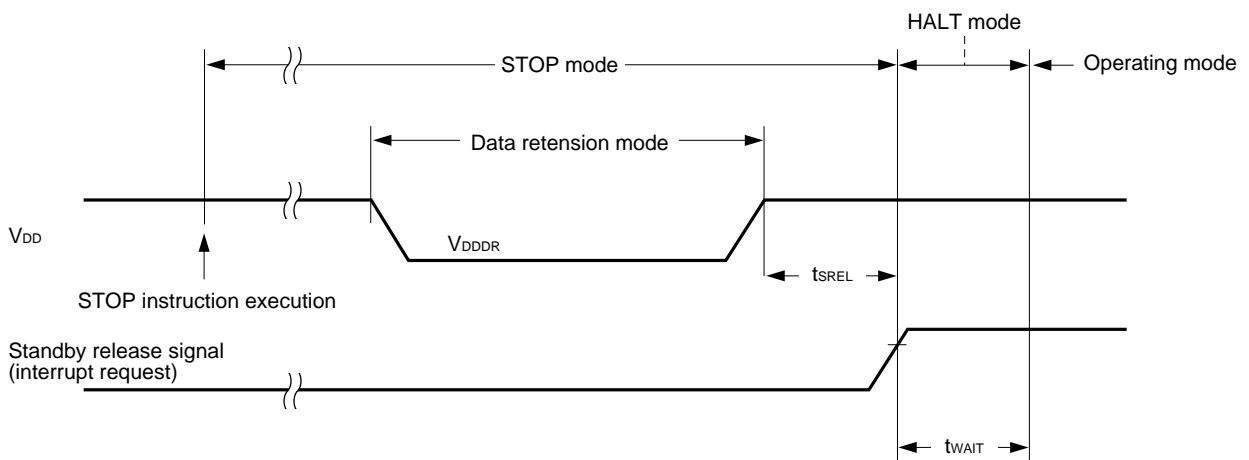 HALT mode
STOP mode
Operating mode
Data retension mode
VDD
VDDDR
tSREL
STOP instruction execution
Standby release signal
(interrupt request)
tWAIT